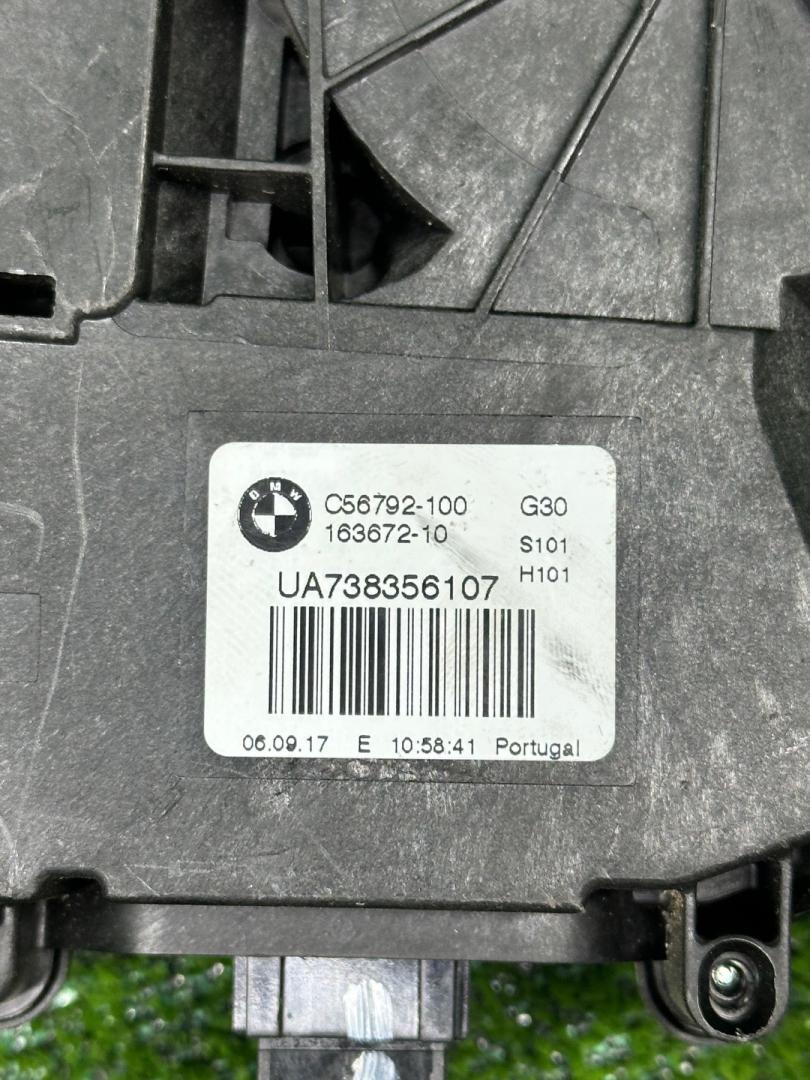 BMW
C56792-100 G30
163672-10 S101
UA738356107 H101
06.09.17 E 10:58:41 Portugal